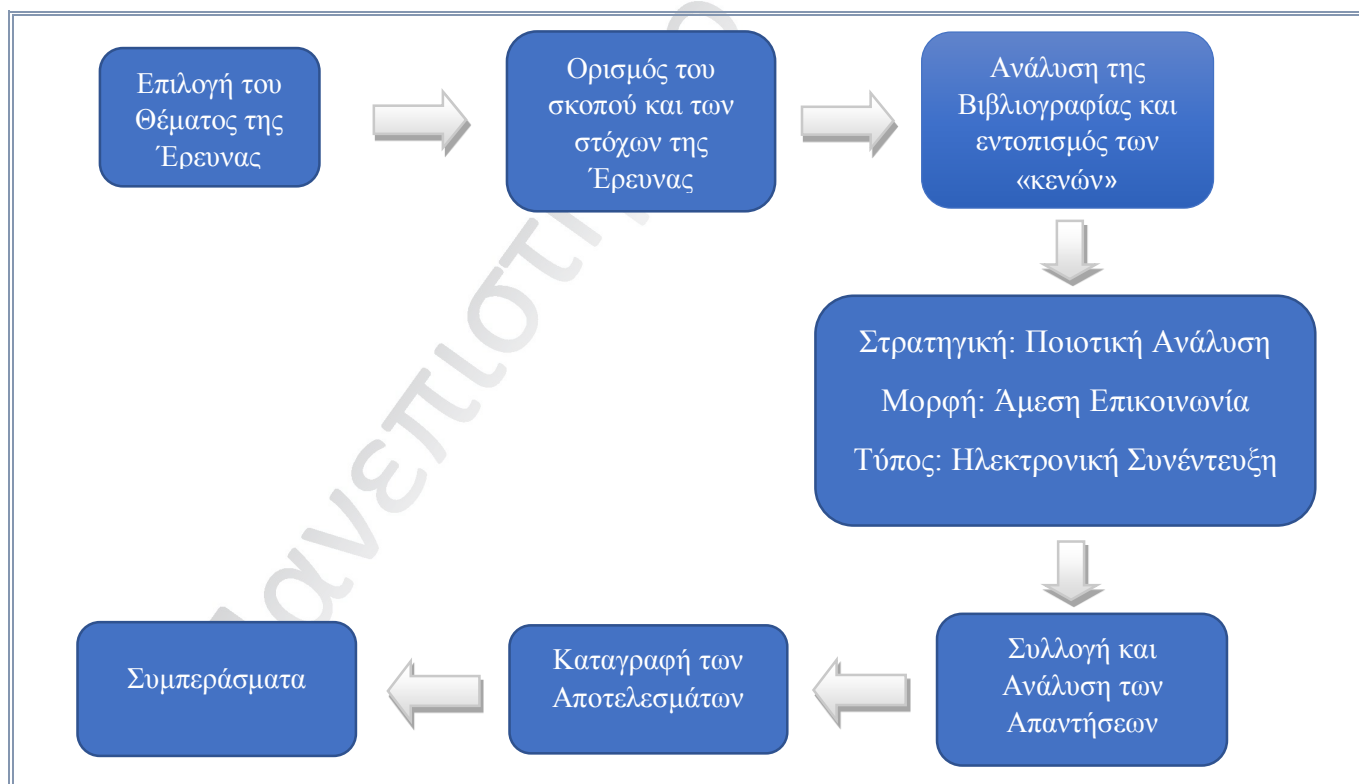 Επιλογή του
Θέματος της
Έρευνας
Ορισμός του
σκοπού και των
στόχων της
Έρευνας
Ανάλυση της
Βιβλιογραφίας και
εντοπισμός των
«κενών»
Στρατηγική: Ποιοτική Ανάλυση
Μορφή: Άμεση Επικοινωνία
Τύπος: Ηλεκτρονική Συνέντευξη
Συλλογή και
Ανάλυση των
Απαντήσεων
Καταγραφή των
Αποτελεσμάτων
Συμπεράσματα